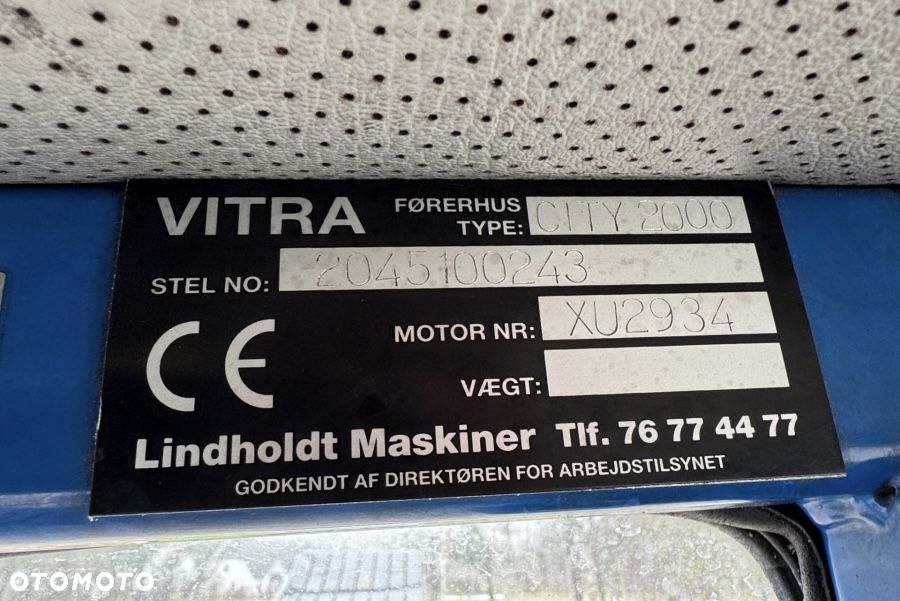 VITRA FØRERHUS TYPE: CITY 2000
STEL NO: 2045100243
MOTOR NR: XU2934
CE
VÆGT:
Lindholdt Maskiner Tlf. 76 77 44 77
GODKENDT AF DIREKTØREN FOR ARBEJDSTILSYNET
OTOMOTO